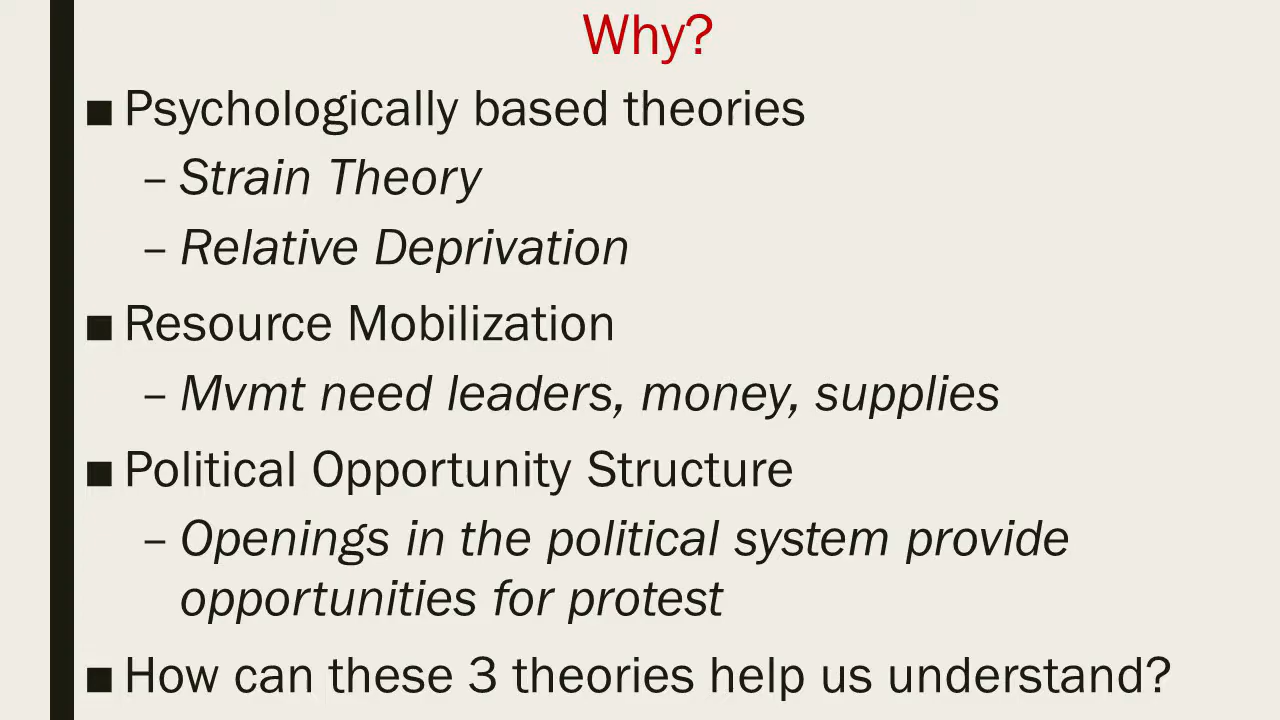 Why?
■ Psychologically based theories
– Strain Theory
– Relative Deprivation
■ Resource Mobilization
– Mvmt need leaders, money, supplies
■ Political Opportunity Structure
– Openings in the political system provide
opportunities for protest
■ How can these 3 theories help us understand?